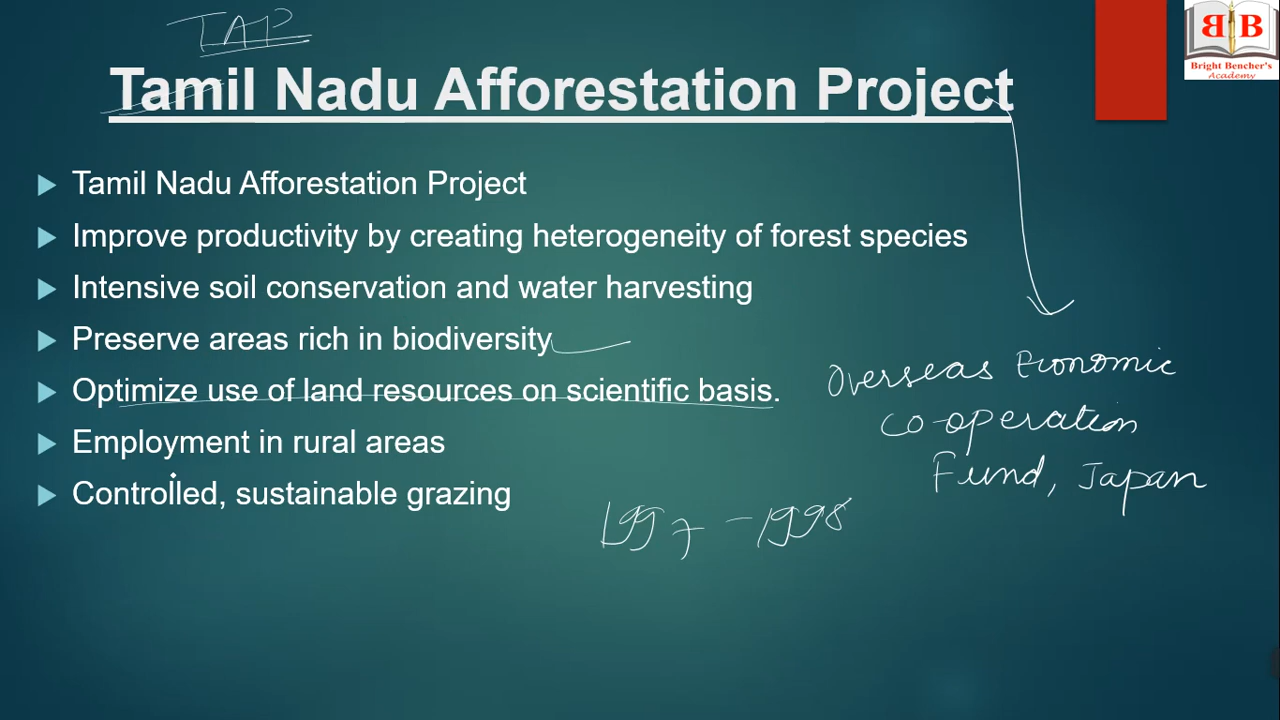 TAP
Tamil Nadu Afforestation Project
BB
Bright Bencher's
Academy
Tamil Nadu Afforestation Project
Improve productivity by creating heterogeneity of forest species
Intensive soil conservation and water harvesting
Preserve areas rich in biodiversity
Optimize use of land resources on scientific basis.
Employment in rural areas
Controlled, sustainable grazing
Overseas Economic
Co-operation
Fund, Japan
1997 - 1998